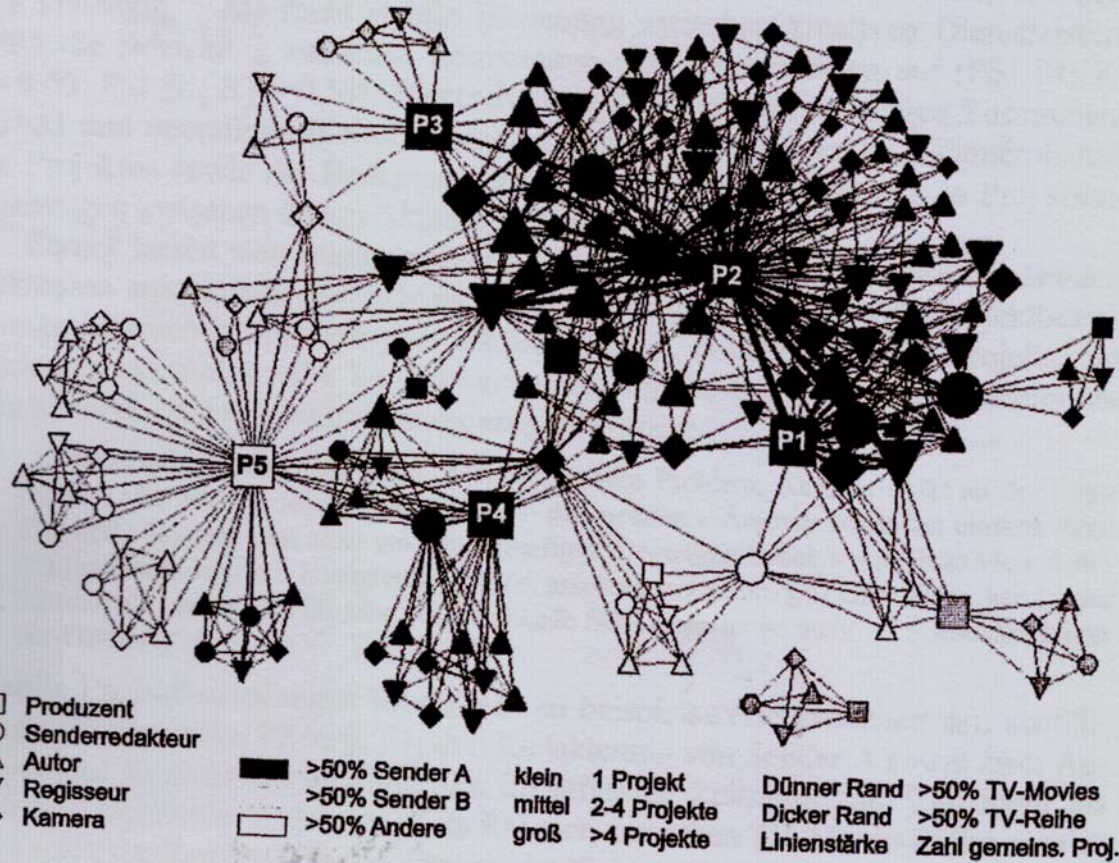 P3
P2
P1
P5
P4
Produzent
Senderredakteur
Autor
Regisseur
Kamera
>50% Sender A
>50% Sender B
>50% Andere
klein 1 Projekt
mittel 2-4 Projekte
groß >4 Projekte
Dünner Rand >50% TV-Movies
Dicker Rand >50% TV-Reihe
Linienstärke Zahl gemeins. Proj.